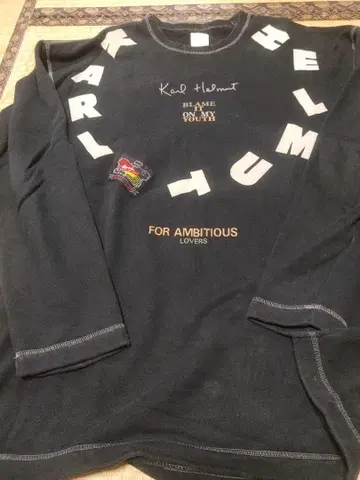 KARL HELMUT
Karl Helmut
BLAME
IT
ON MY
YOUTH
FOR AMBITIOUS
LOVERS